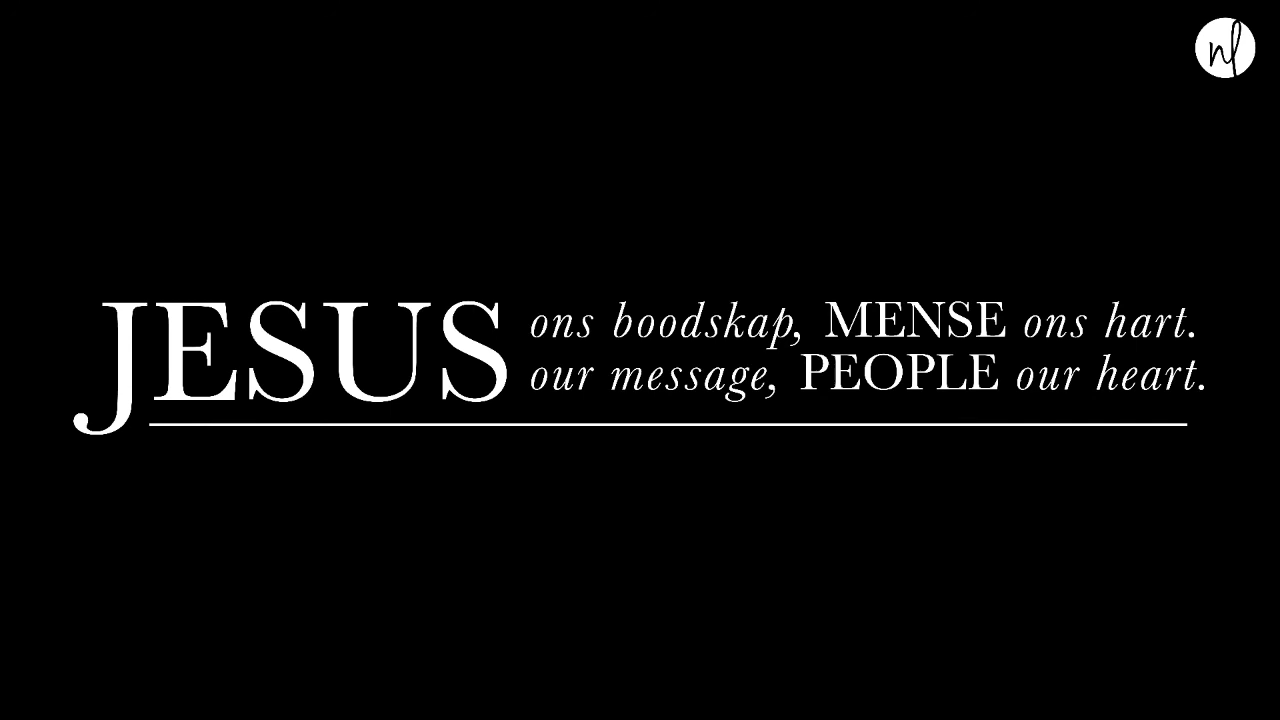 nl
JESUS
ons boodskap, MENSE ons hart.
our message, PEOPLE our heart.